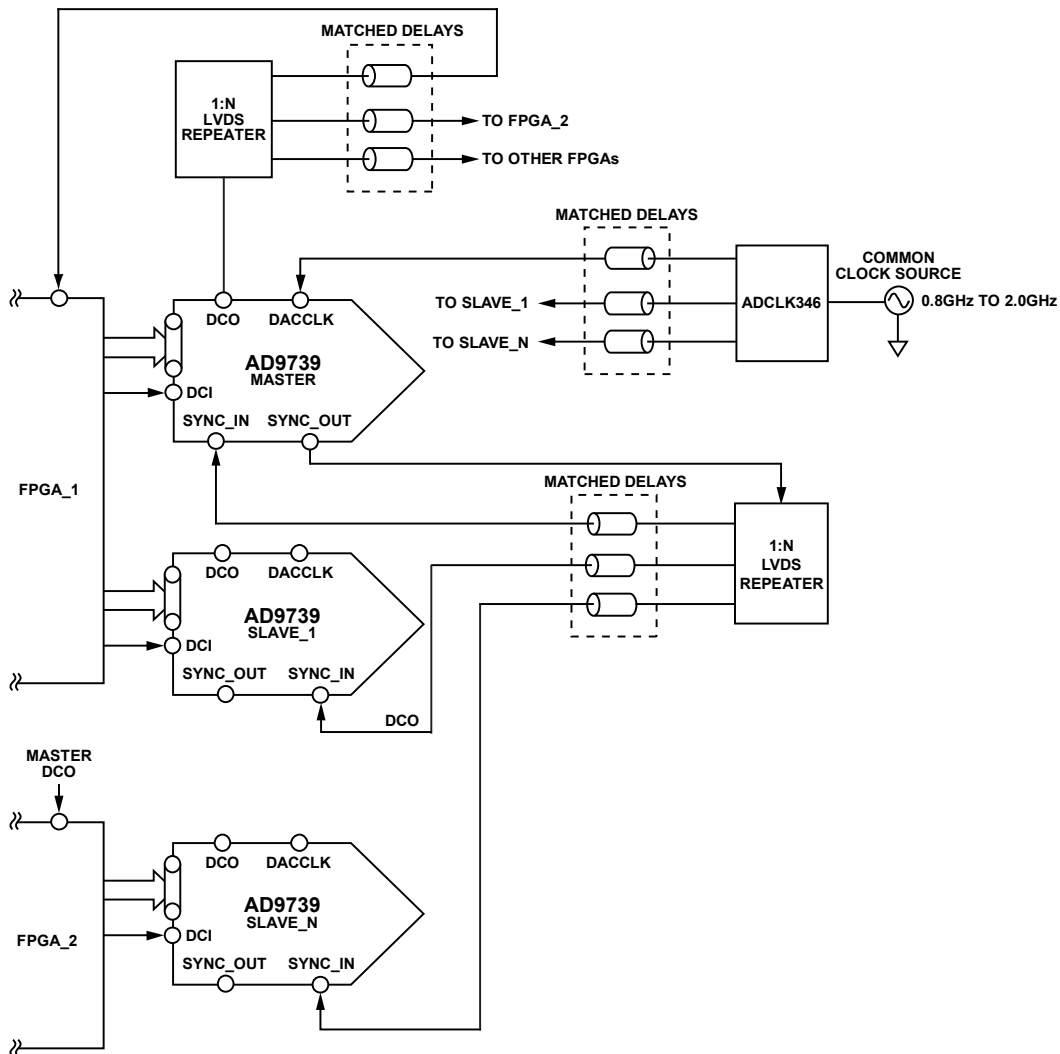 MATCHED DELAYS
1:N
LVDS
REPEATER
TO FPGA_2
TO OTHER FPGAs
MATCHED DELAYS
COMMON
CLOCK SOURCE
ADCLK346
0.8GHz TO 2.0GHz
TO SLAVE_1
TO SLAVE_N
DCO
DACCLK
AD9739
MASTER
DCI
SYNC_IN
SYNC_OUT
FPGA_1
MATCHED DELAYS
1:N
LVDS
REPEATER
DCO
DACCLK
AD9739
SLAVE_1
DCI
SYNC_OUT
SYNC_IN
DCO
MASTER
DCO
DCO
DACCLK
AD9739
SLAVE_N
DCI
FPGA_2
SYNC_OUT
SYNC_IN